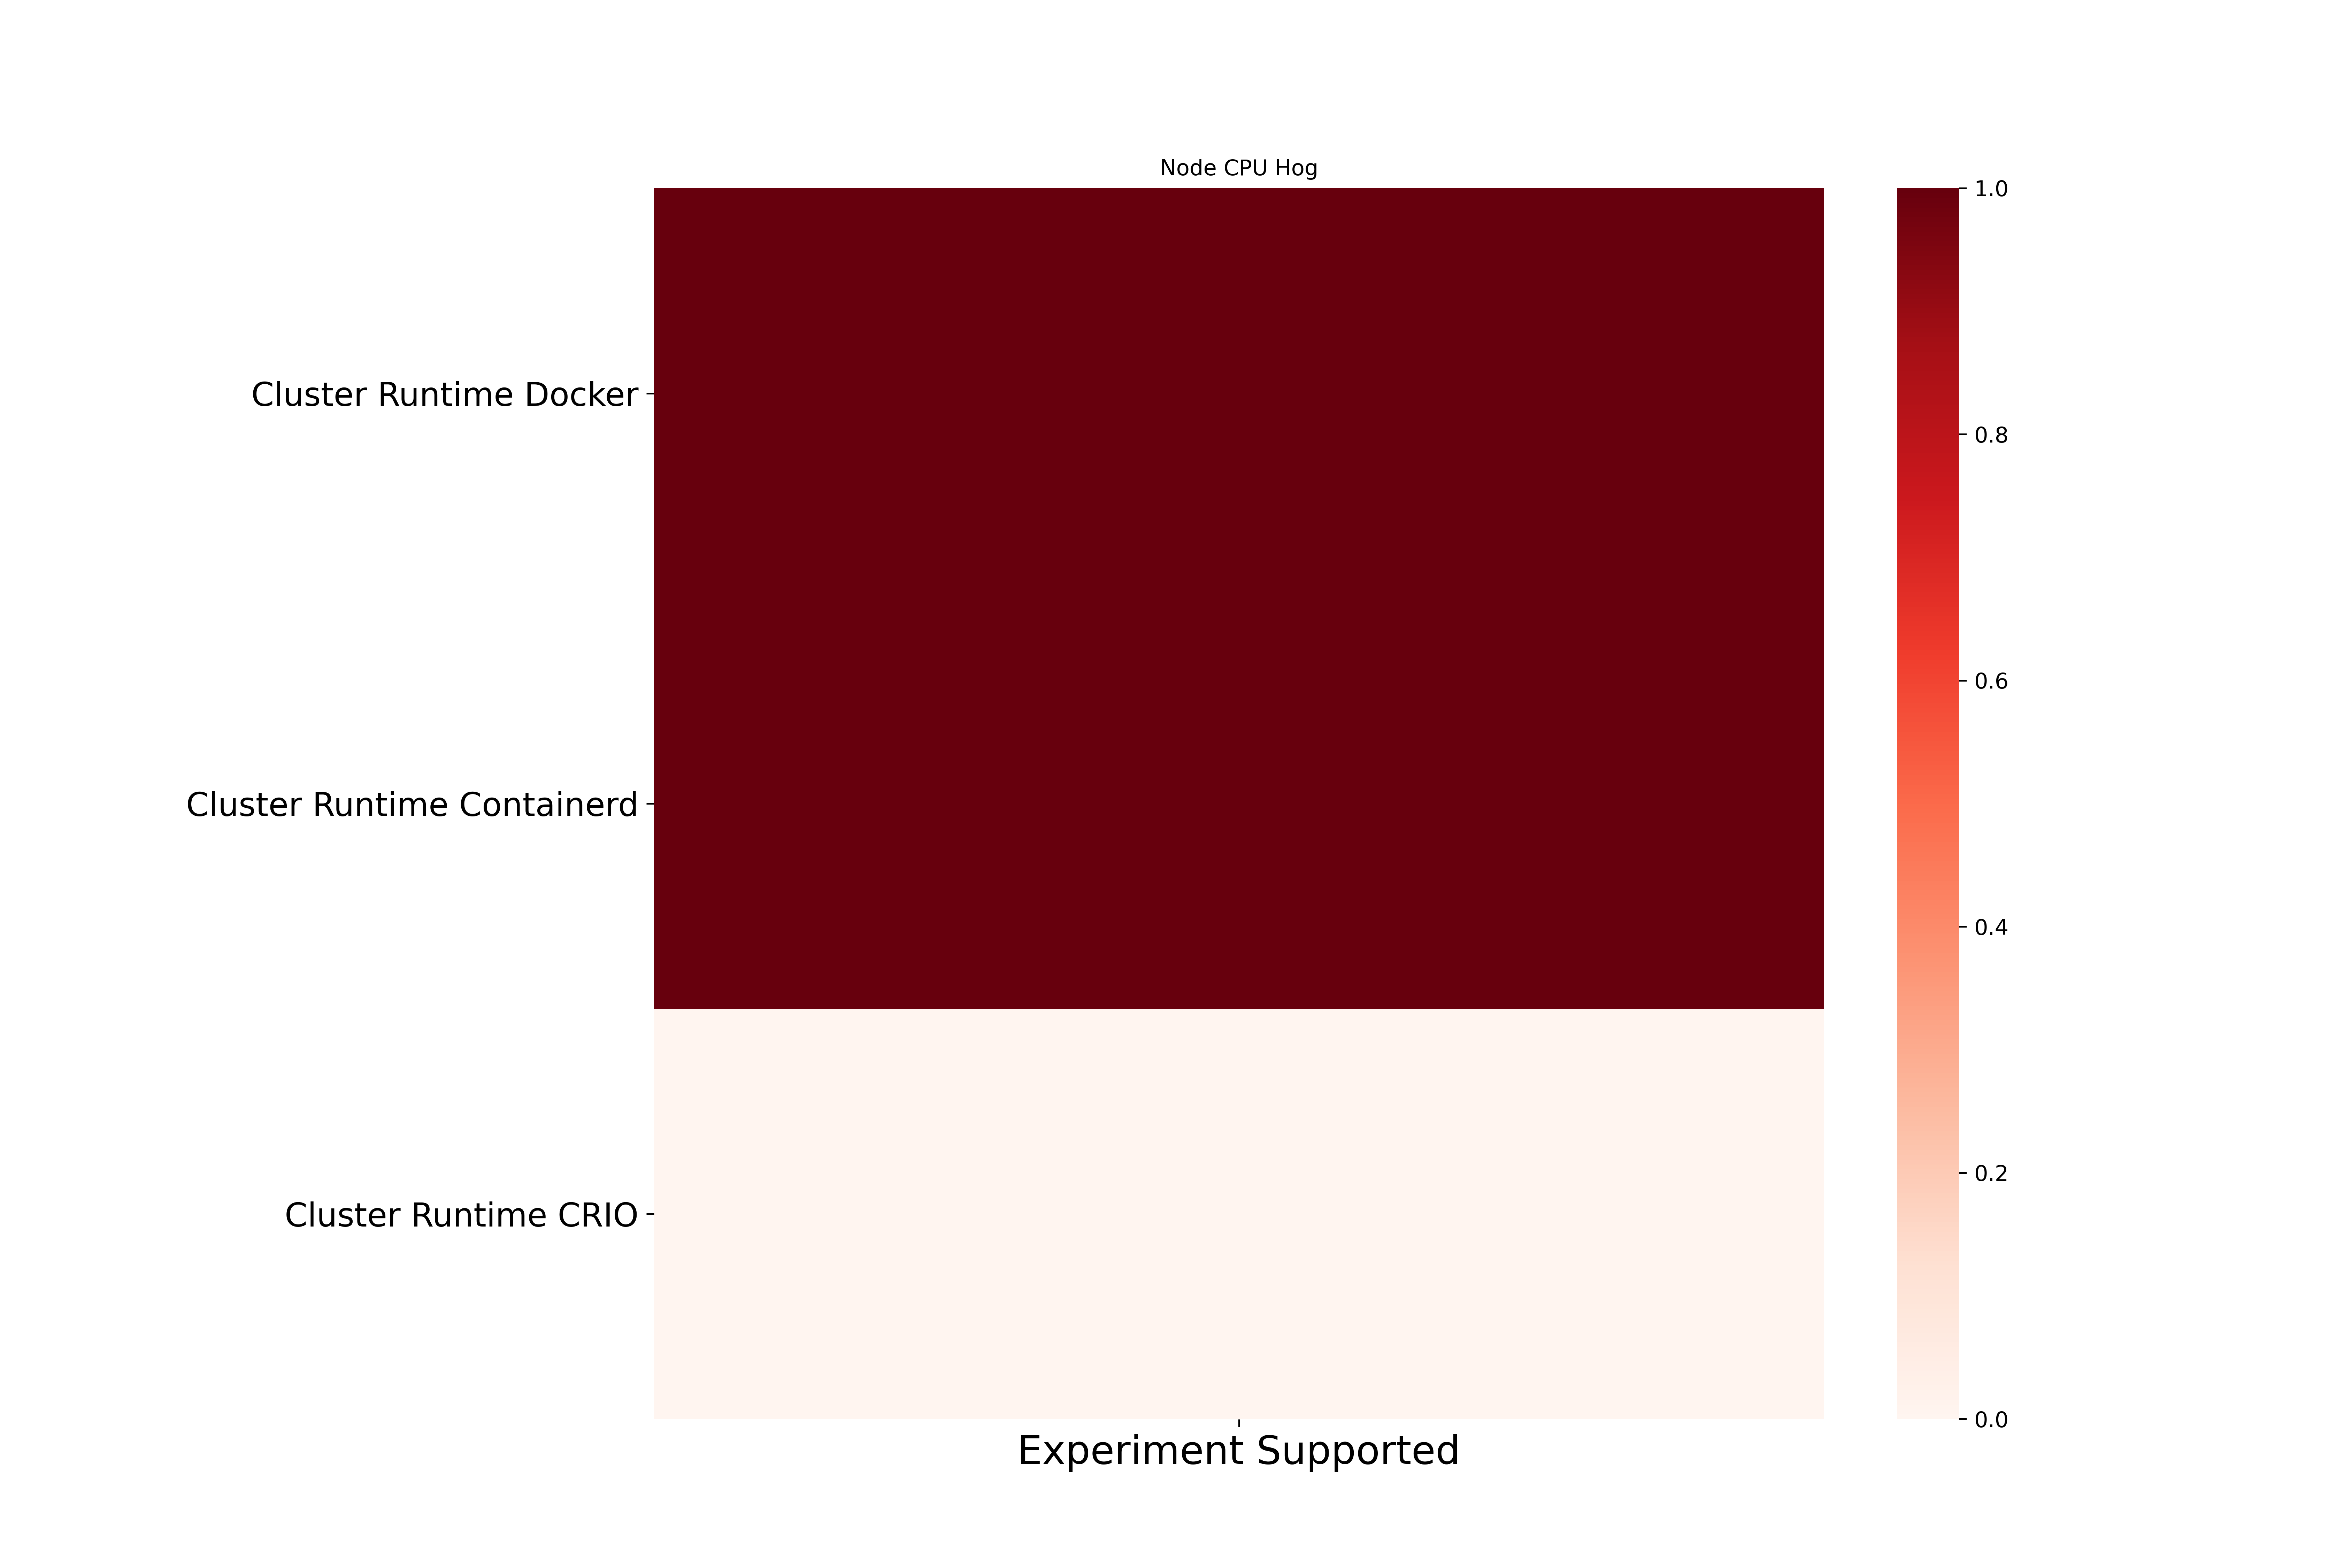 Node CPU Hog
Cluster Runtime Docker
Cluster Runtime Containerd
Cluster Runtime CRIO
Experiment Supported
1.0
0.8
0.6
0.4
0.2
0.0